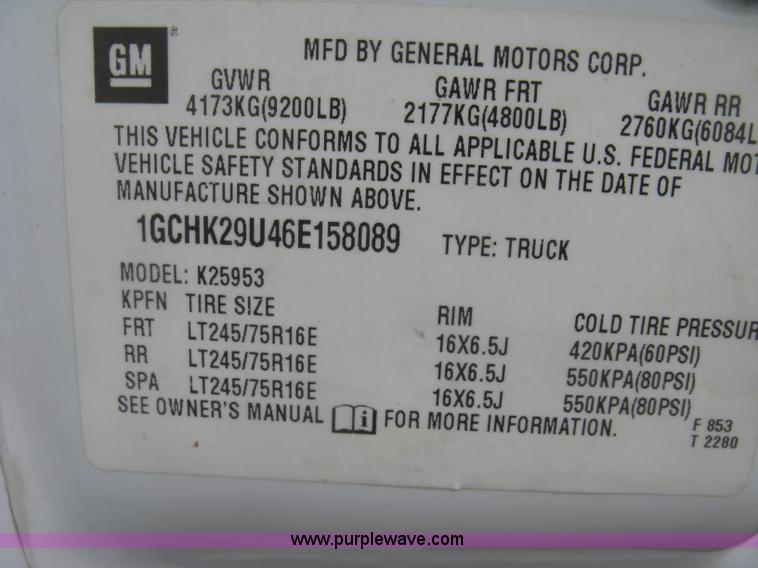 GM
MFD BY GENERAL MOTORS CORP.
GVWR GAWR FRT GAWR RR
4173KG(9200LB) 2177KG(4800LB) 2760KG(6084L
THIS VEHICLE CONFORMS TO ALL APPLICABLE U.S. FEDERAL MOT
VEHICLE SAFETY STANDARDS IN EFFECT ON THE DATE OF
MANUFACTURE SHOWN ABOVE.
1GCHK29U46E158089 TYPE: TRUCK
MODEL: K25953
KPFN TIRE SIZE RIM COLD TIRE PRESSUR
FRT LT245/75R16E 16X6.5J 420KPA(60PSI)
RR LT245/75R16E 16X6.5J 550KPA(80PSI)
SPA LT245/75R16E 16X6.5J 550KPA(80PSI)
SEE OWNER'S MANUAL i FOR MORE INFORMATION.
F 853
T 2280
www.purplewave.com